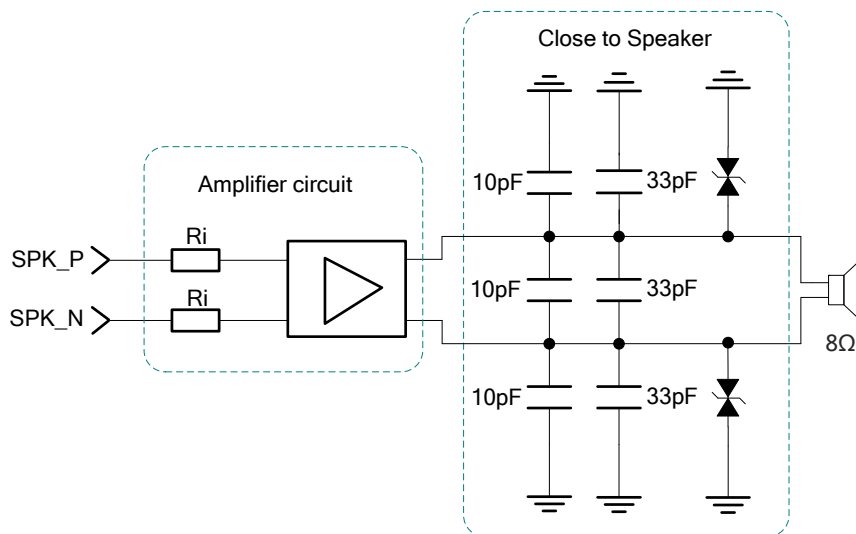 Close to Speaker
Amplifier circuit
10pF 33pF
SPK_P Ri
10pF 33pF
SPK_N Ri
8Ω
10pF 33pF